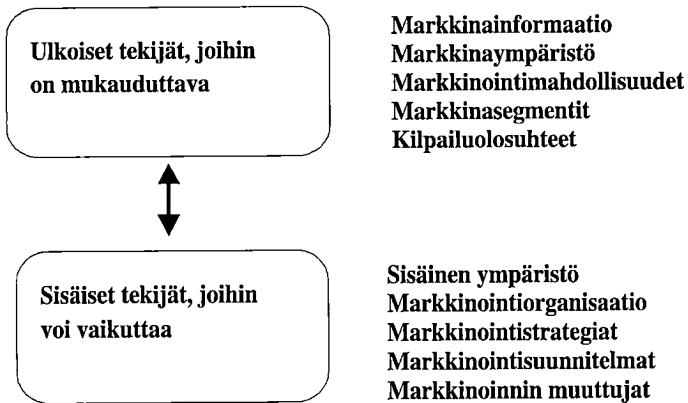 Ulkoiset tekijät, joihin
on mukauduttava
Markkinainformaatio
Markkinaympäristö
Markkinointimahdollisuudet
Markkinasegmentit
Kilpailuolosuhteet
Sisäiset tekijät, joihin
voi vaikuttaa
Sisäinen ympäristö
Markkinointiorganisaatio
Markkinointistrategiat
Markkinointisuunnitelmat
Markkinoinnin muuttujat